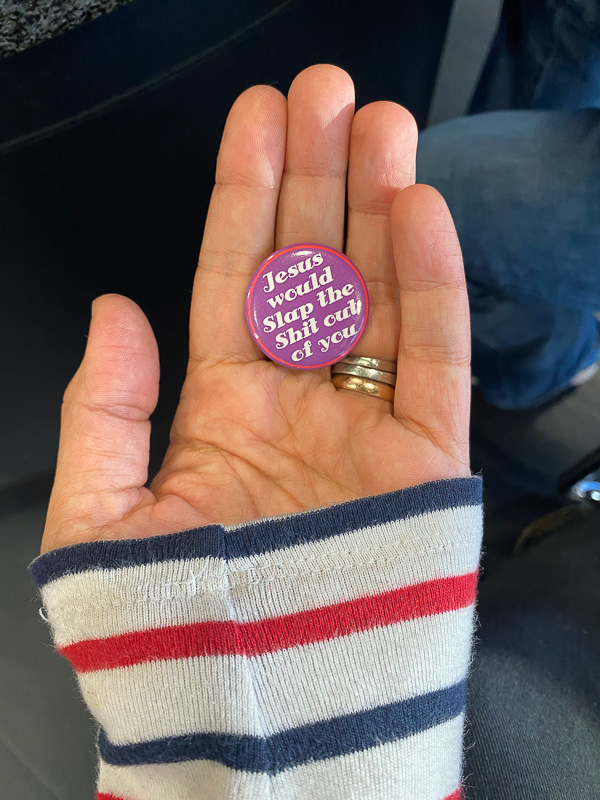 Jesus
would
Slap the
Shit out
of you